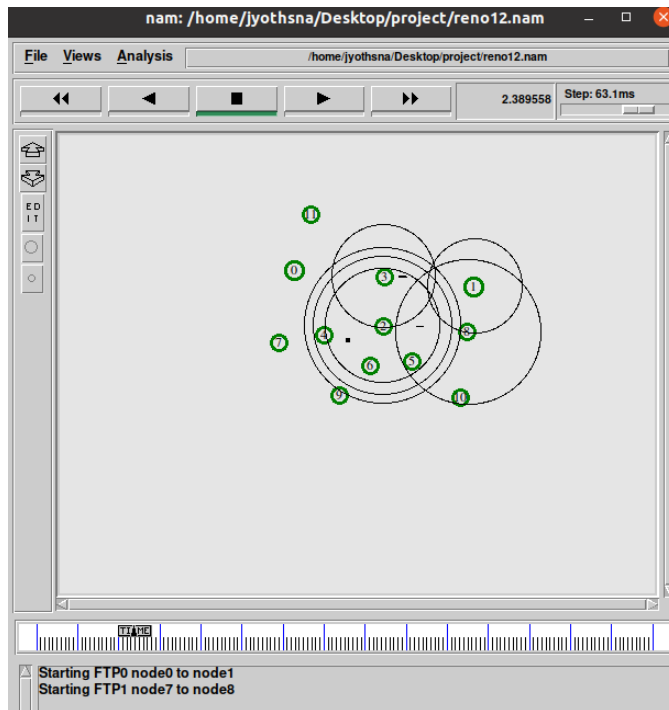 nam: /home/jyothsna/Desktop/project/reno12.nam
File Views Analysis /home/jyothsna/Desktop/project/reno12.nam
2.389558 Step: 63.1ms
E D
I T
11
0
3
1
2
8
4
7
5
6
9
10
TIME
Starting FTP0 node0 to node1
Starting FTP1 node7 to node8